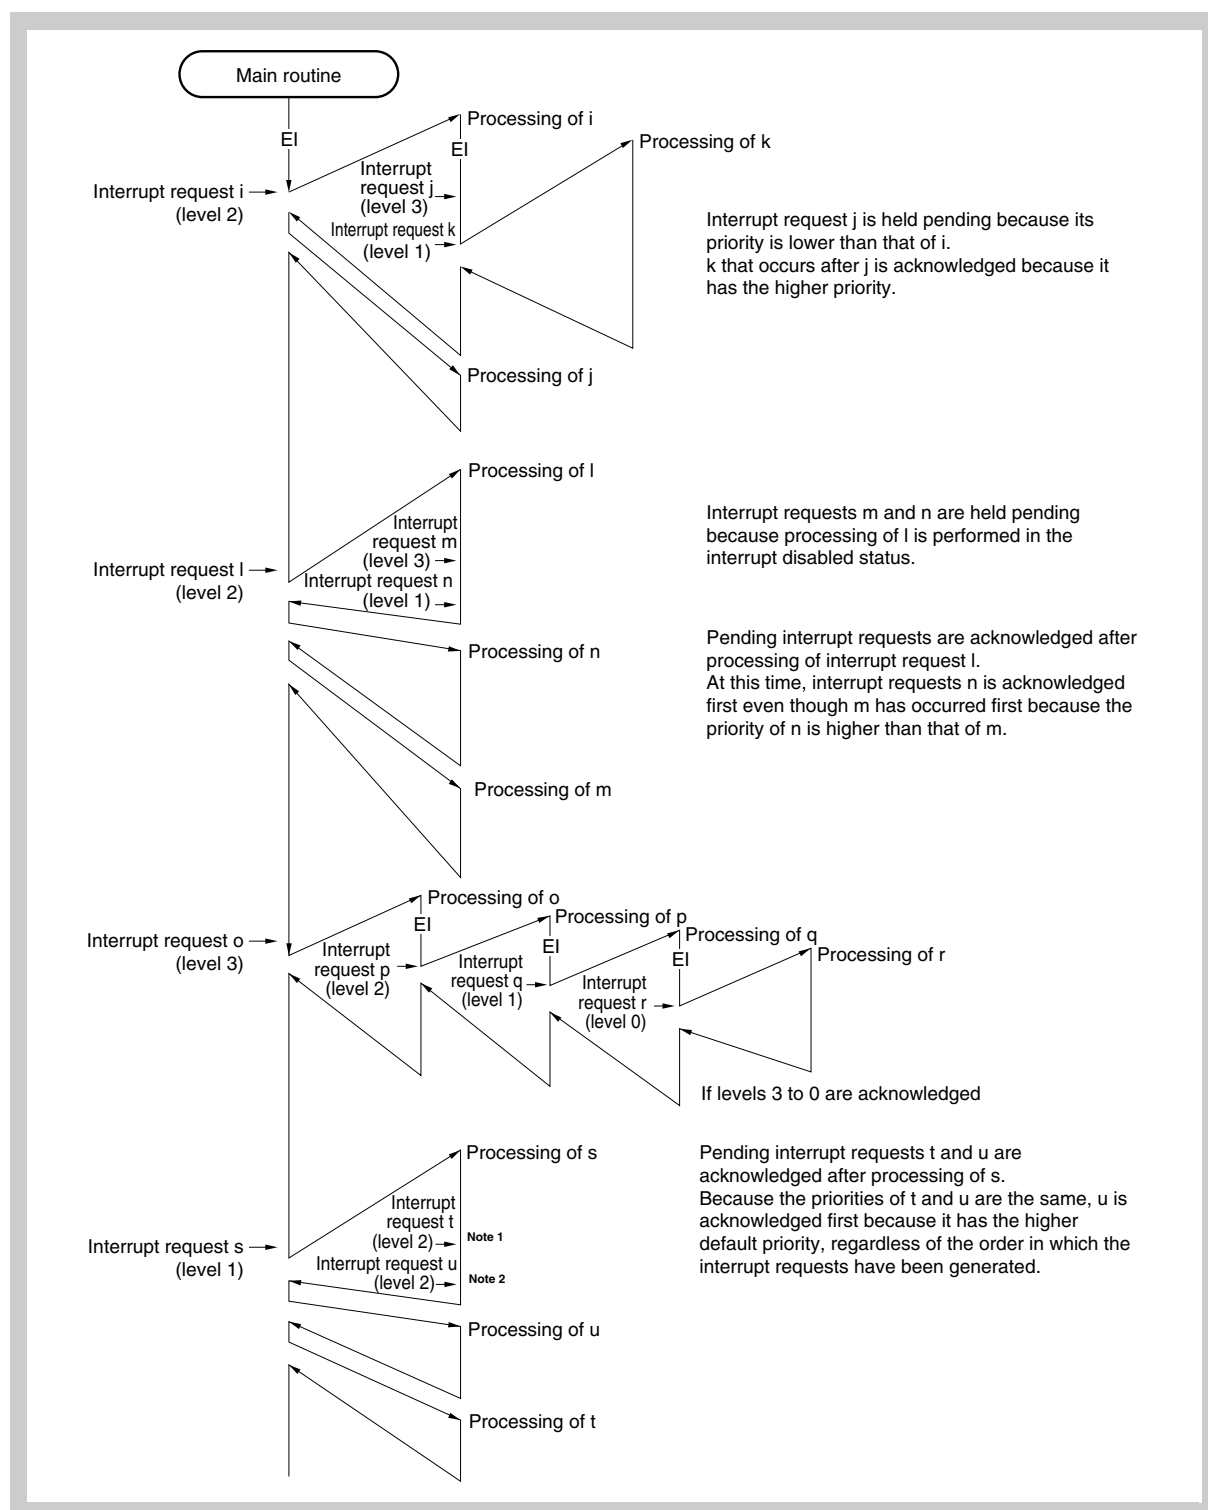 Main routine
EI
Processing of i
EI
Processing of k
Interrupt request i
(level 2)
Interrupt
request j
(level 3)
Interrupt request k
(level 1)
Interrupt request j is held pending because its
priority is lower than that of i.
k that occurs after j is acknowledged because it
has the higher priority.
Processing of j
Processing of l
Interrupt request l
(level 2)
Interrupt
request m
(level 3)
Interrupt request n
(level 1)
Interrupt requests m and n are held pending
because processing of l is performed in the
interrupt disabled status.
Processing of n
Pending interrupt requests are acknowledged after
processing of interrupt request l.
At this time, interrupt requests n is acknowledged
first even though m has occurred first because the
priority of n is higher than that of m.
Processing of m
Processing of o
EI
Processing of p
EI
Processing of q
EI
Processing of r
Interrupt request o
(level 3)
Interrupt
request p
(level 2)
Interrupt
request q
(level 1)
Interrupt
request r
(level 0)
If levels 3 to 0 are acknowledged
Processing of s
Interrupt request s
(level 1)
Interrupt
request t
(level 2)
Note 1
Interrupt request u
(level 2)
Note 2
Pending interrupt requests t and u are
acknowledged after processing of s.
Because the priorities of t and u are the same, u is
acknowledged first because it has the higher
default priority, regardless of the order in which the
interrupt requests have been generated.
Processing of u
Processing of t